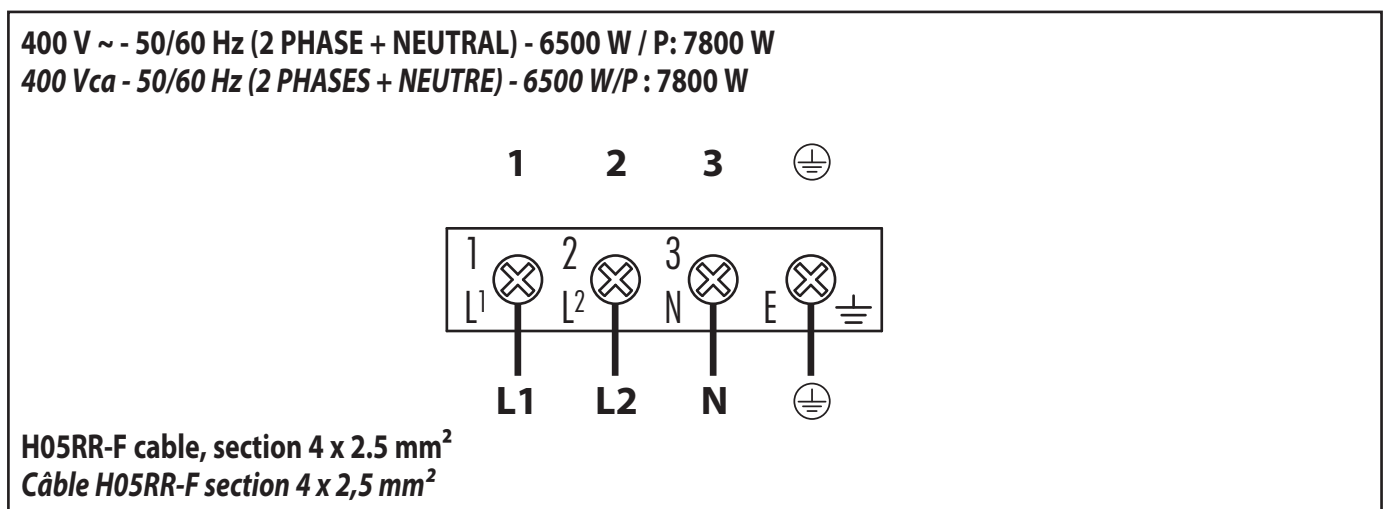 400 V ~ - 50/60 Hz (2 PHASE + NEUTRAL) - 6500 W / P: 7800 W
400 Vca - 50/60 Hz (2 PHASES + NEUTRE) - 6500 W/P : 7800 W
1 2 3
1 2 3
L1 L2 N E
L1 L2 N
H05RR-F cable, section 4 x 2.5 mm²
Câble H05RR-F section 4 x 2,5 mm²